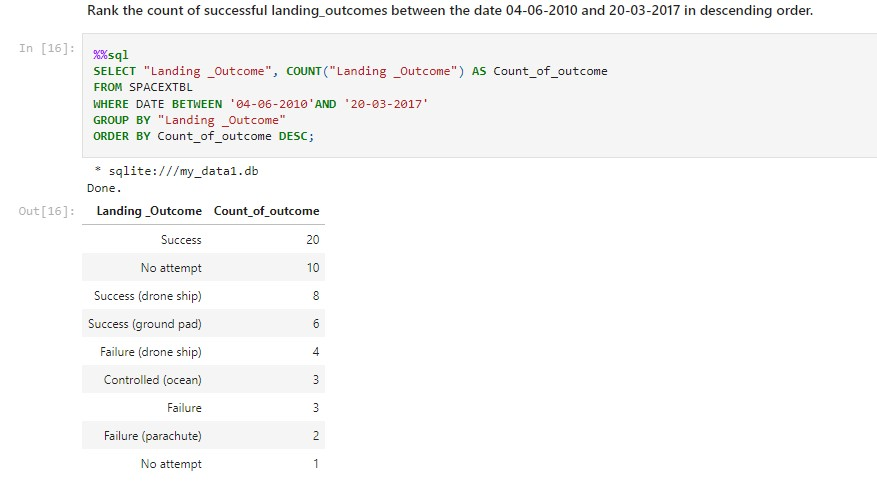 Rank the count of successful landing_outcomes between the date 04-06-2010 and 20-03-2017 in descending order.
In [16]:
%%sql
SELECT "Landing _Outcome", COUNT("Landing _Outcome") AS Count_of_outcome
FROM SPACEXTBL
WHERE DATE BETWEEN '04-06-2010'AND '20-03-2017'
GROUP BY "Landing _Outcome"
ORDER BY Count_of_outcome DESC;
* sqlite:///my_data1.db
Done.
Out[16]: Landing _Outcome Count_of_outcome
Success 20
No attempt 10
Success (drone ship) 8
Success (ground pad) 6
Failure (drone ship) 4
Controlled (ocean) 3
Failure 3
Failure (parachute) 2
No attempt 1